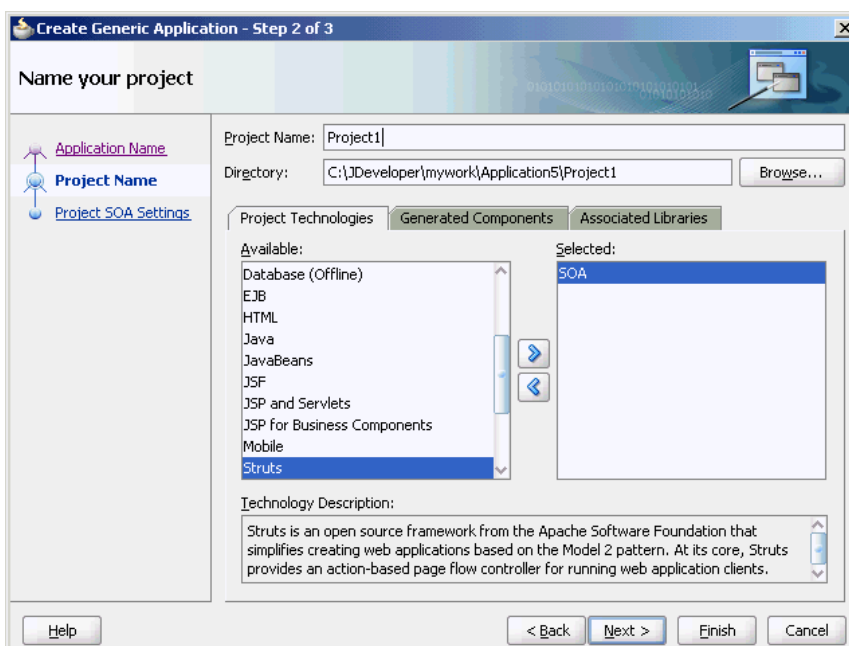 Create Generic Application - Step 2 of 3
Name your project
Application Name
Project Name
Project SOA Settings
Project Name: Project1
Directory: C:\JDeveloper\mywork\Application5\Project1 Browse...
Project Technologies Generated Components Associated Libraries
Available: Selected:
Database (Offline) SOA
EJB
HTML
Java
JavaBeans
JSF
JSP and Servlets
JSP for Business Components
Mobile
Struts
Technology Description:
Struts is an open source framework from the Apache Software Foundation that
simplifies creating web applications based on the Model 2 pattern. At its core, Struts
provides an action-based page flow controller for running web application clients.
Help < Back Next > Finish Cancel